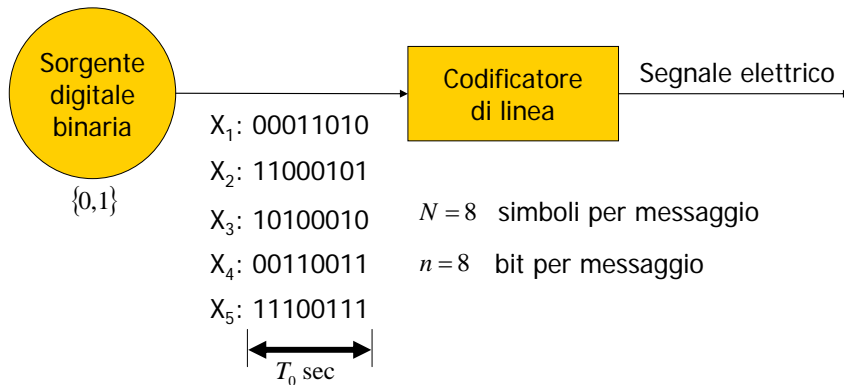 Sorgente
digitale
binaria
{0,1}
X₁: 00011010
X₂: 11000101
X₃: 10100010
X₄: 00110011
X₅: 11100111
T₀ sec
Codificatore
di linea
Segnale elettrico
N = 8 simboli per messaggio
n = 8 bit per messaggio